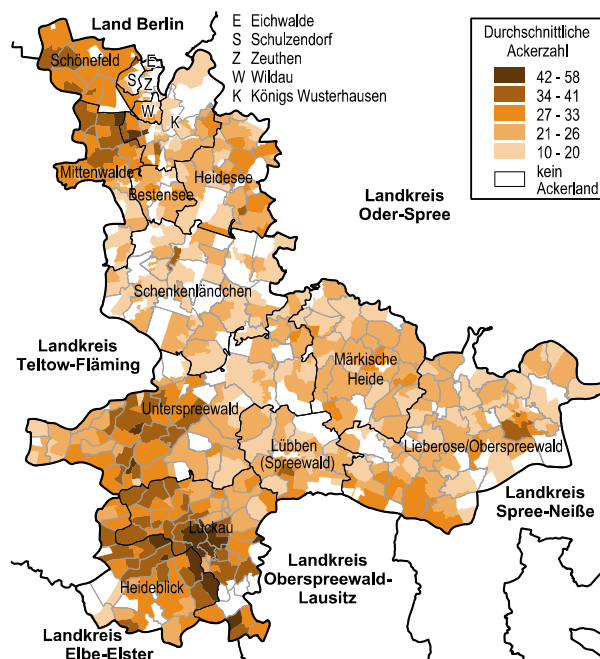 Land Berlin
E Eichwalde
S Schulzendorf
Z Zeuthen
W Wildau
K Königs Wusterhausen
Durchschnittliche
Ackerzahl
42 - 58
34 - 41
27 - 33
21 - 26
10 - 20
kein
Ackerland
Schönefeld
E
S
Z
W
K
Mittenwalde
Heidesee
Bestensee
Landkreis
Oder-Spree
Schenkenländchen
Landkreis
Teltow-Fläming
Märkische
Heide
Unterspreewald
Lübben
(Spreewald)
Lieberose/Oberspreewald
Landkreis
Spree-Neiße
Luckau
Landkreis
Oberspreewald-
Lausitz
Heideblick
Landkreis
Elbe-Elster